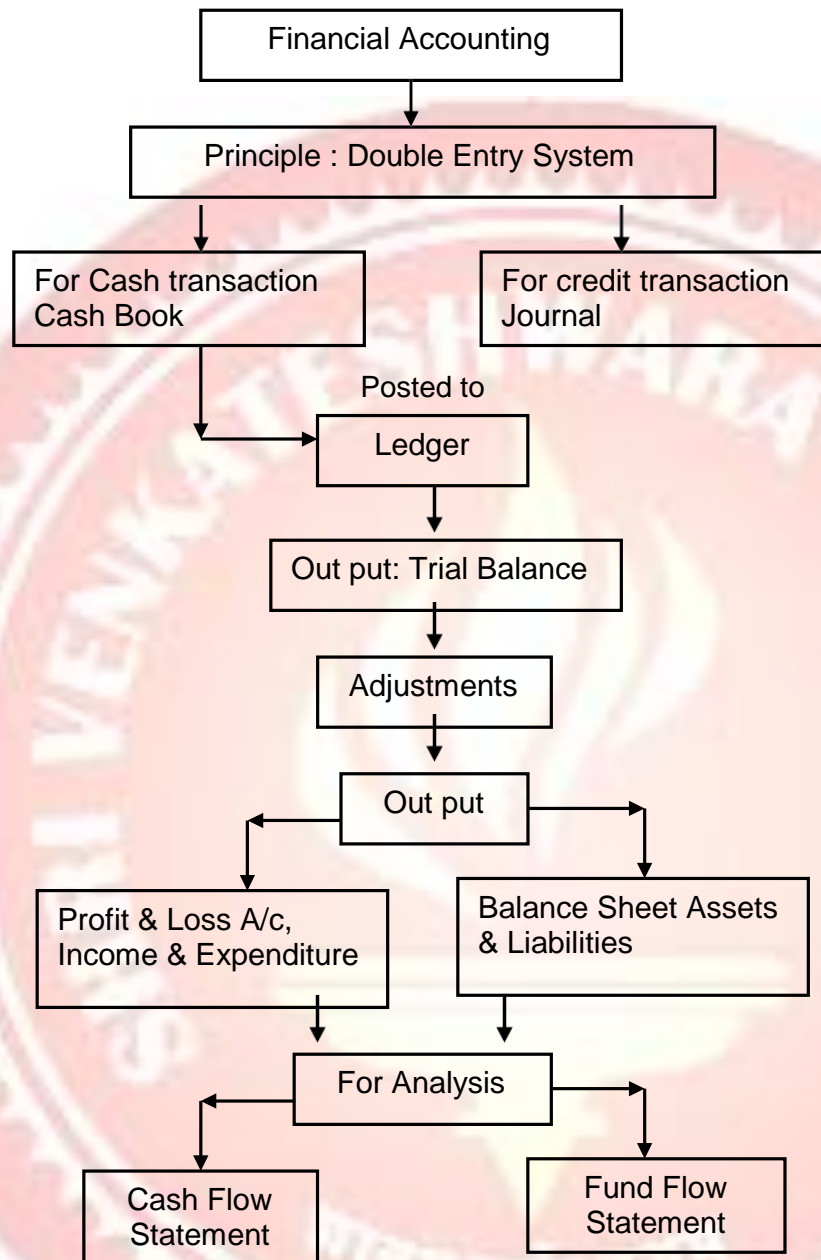 Financial Accounting
Principle : Double Entry System
For Cash transaction
Cash Book
For credit transaction
Journal
Posted to
Ledger
Out put: Trial Balance
Adjustments
Out put
Profit & Loss A/c,
Income & Expenditure
Balance Sheet Assets
& Liabilities
For Analysis
Cash Flow
Statement
Fund Flow
Statement
SHRI VENKATESHWARA